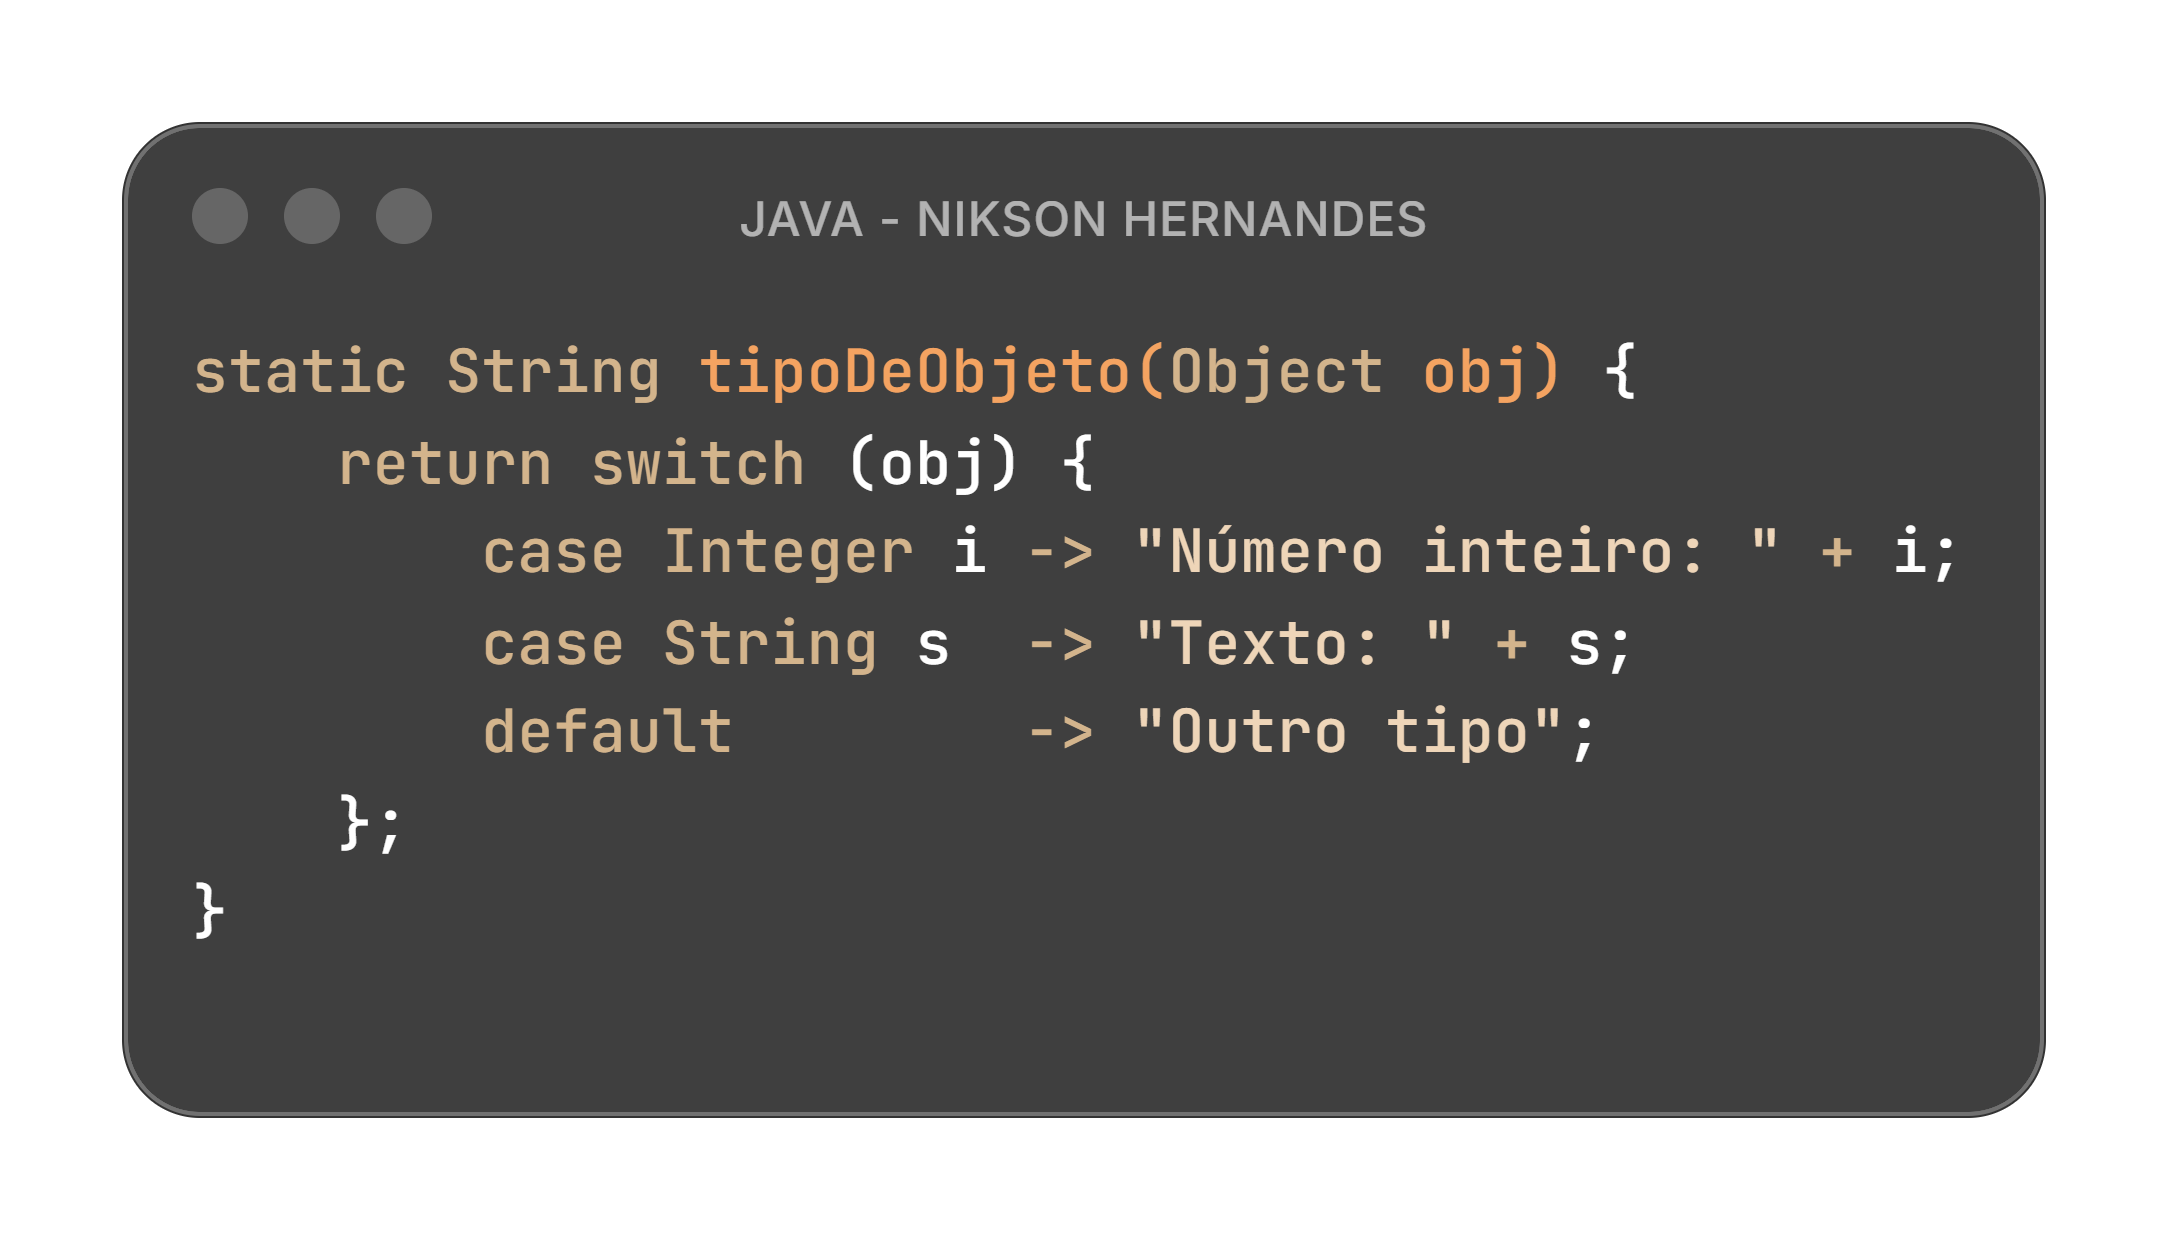 JAVA - NIKSON HERNANDES
static String tipoDeObjeto(Object obj) {
    return switch (obj) {
        case Integer i -> "Número inteiro: " + i;
        case String s  -> "Texto: " + s;
        default        -> "Outro tipo";
    };
}